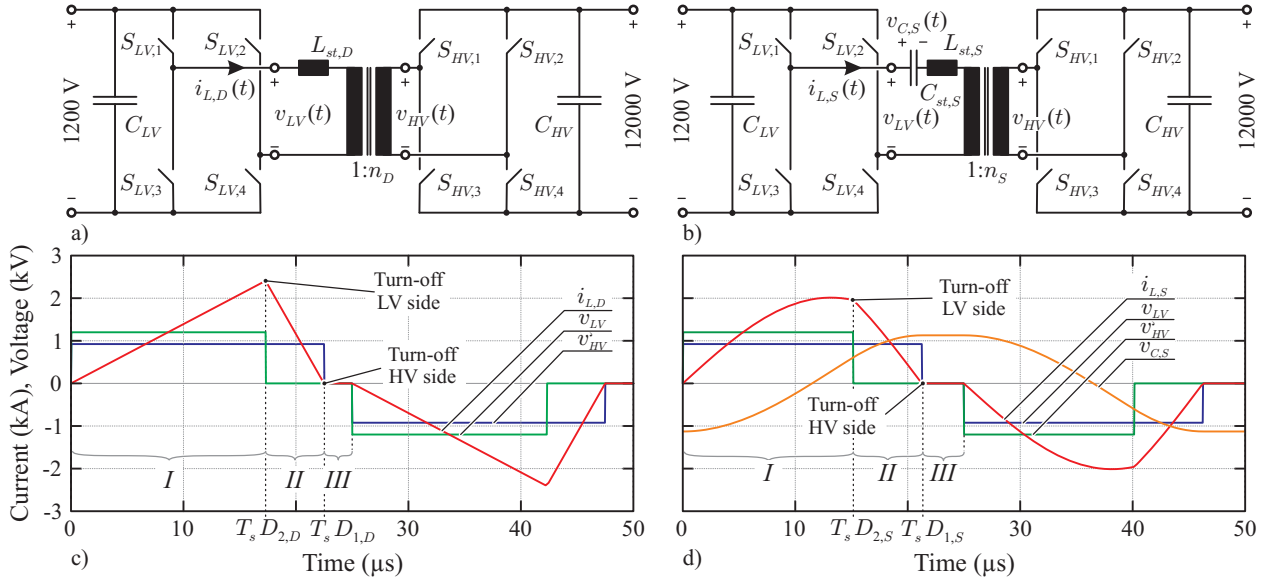 S_{LV,1} S_{LV,2} L_{st,D} S_{HV,1} S_{HV,2}
+ + + +
i_{L,D}(t)
1200 V C_{LV} v_{LV}(t) v_{HV}(t) C_{HV} 12000 V
S_{LV,3} S_{LV,4} 1:n_D S_{HV,3} S_{HV,4}
− − − −
a)
v_{C,S}(t)
S_{LV,1} S_{LV,2} + − L_{st,S} S_{HV,1} S_{HV,2}
+ + + +
i_{L,S}(t) C_{st,S}
1200 V C_{LV} v_{LV}(t) v_{HV}(t) C_{HV} 12000 V
S_{LV,3} S_{LV,4} 1:n_S S_{HV,3} S_{HV,4}
− − − −
b)
Current (kA), Voltage (kV)
3
2
1
0
-1
-2
-3
Turn-off
LV side
Turn-off
HV side
i_{L,D}
v_{LV}
v'_{HV}
I II III
0 10 T_s D_{2,D} T_s D_{1,D} 30 40 50
c) Time (µs)
Turn-off
LV side
Turn-off
HV side
i_{L,S}
v_{LV}
v'_{HV}
v_{C,S}
I II III
0 10 T_s D_{2,S} T_s D_{1,S} 30 40 50
d) Time (µs)